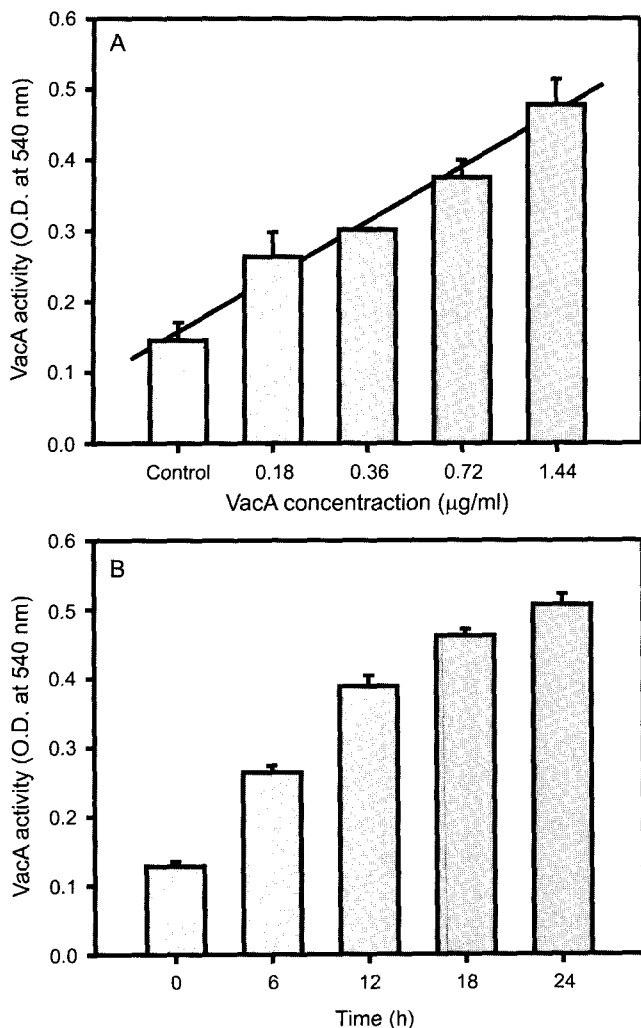 A
VacA activity (O.D. at 540 nm)
0.6
0.5
0.4
0.3
0.2
0.1
0.0
Control 0.18 0.36 0.72 1.44
VacA concentraction (μg/ml)
B
VacA activity (O.D. at 540 nm)
0.6
0.5
0.4
0.3
0.2
0.1
0.0
0 6 12 18 24
Time (h)